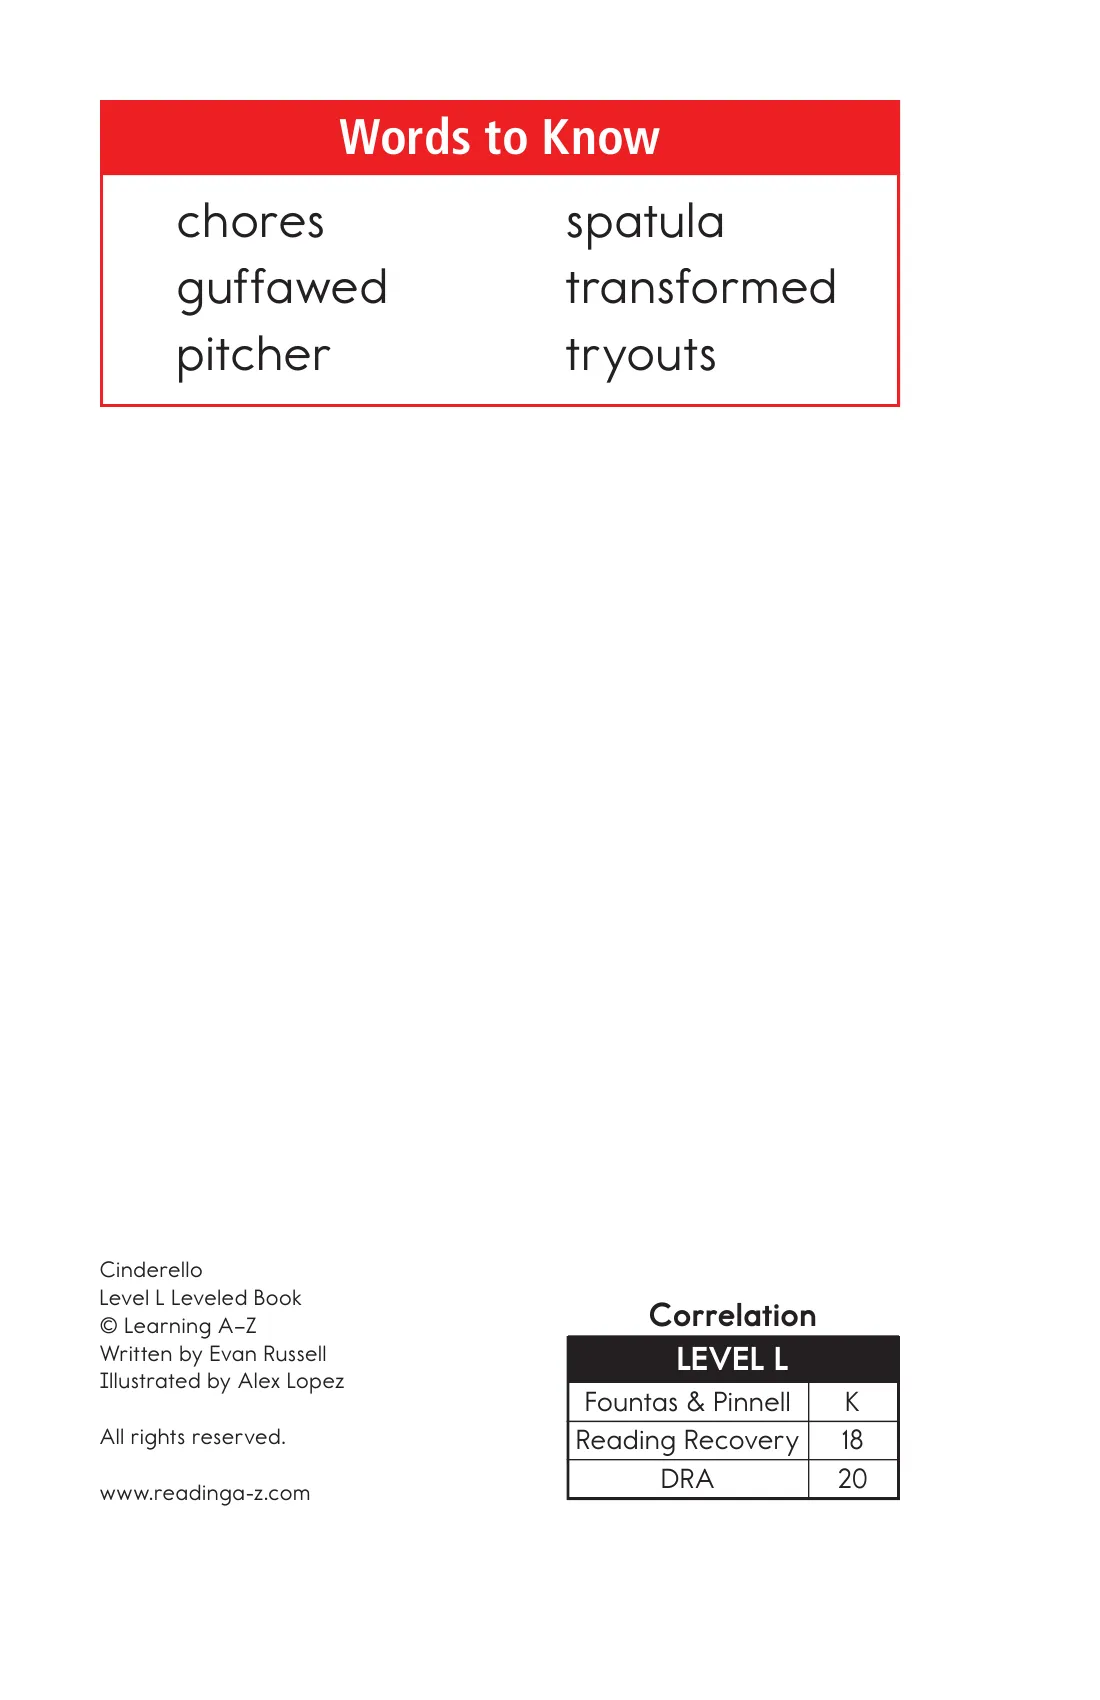 Words to Know
chores
guffawed
pitcher
spatula
transformed
tryouts
Cinderello
Level L Leveled Book
© Learning A–Z
Written by Evan Russell
Illustrated by Alex Lopez
All rights reserved.
www.readinga-z.com
Correlation
LEVEL L
Fountas & Pinnell K
Reading Recovery 18
DRA 20